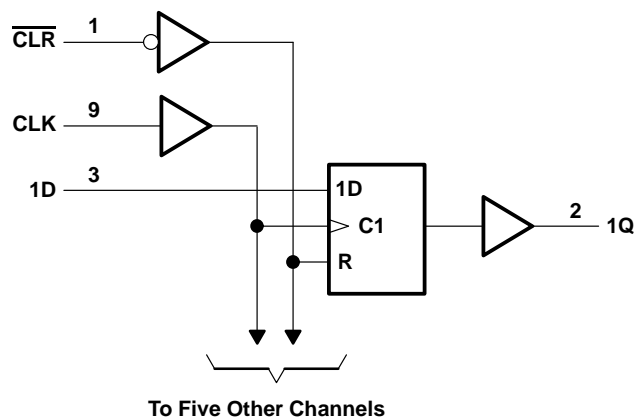 CLR 1
CLK 9
1D 3
1D
C1
R
2 1Q
To Five Other Channels